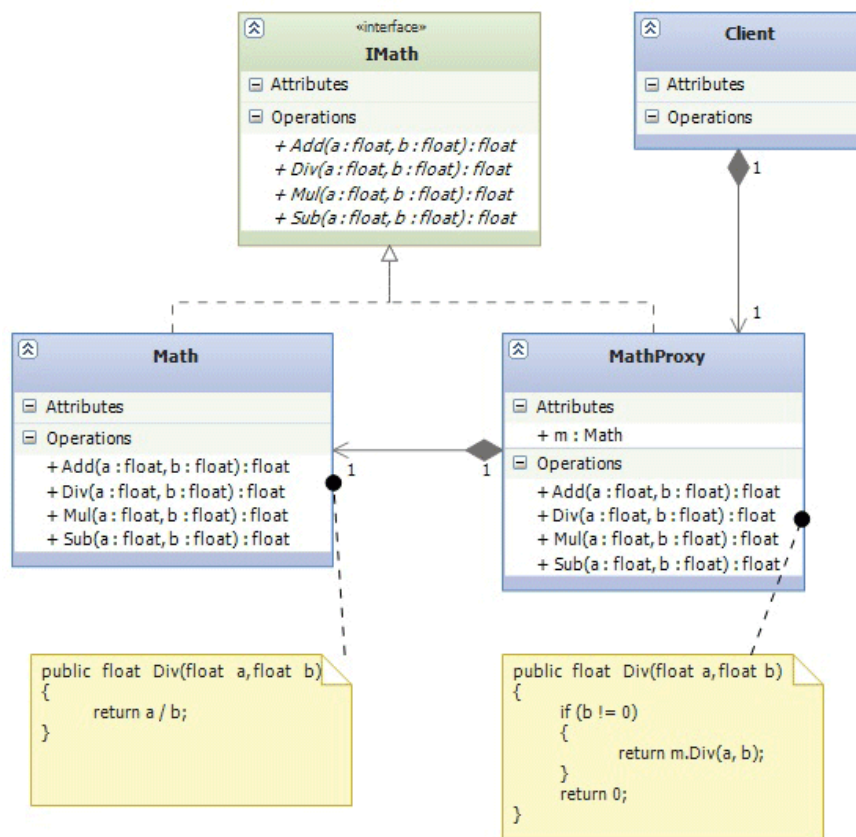 «interface»
IMath
Attributes
Operations
+ Add(a : float, b : float) : float
+ Div(a : float, b : float) : float
+ Mul(a : float, b : float) : float
+ Sub(a : float, b : float) : float
Client
Attributes
Operations
1
1
Math
Attributes
Operations
+ Add(a : float, b : float) : float
+ Div(a : float, b : float) : float
+ Mul(a : float, b : float) : float
+ Sub(a : float, b : float) : float
1
1
MathProxy
Attributes
+ m : Math
Operations
+ Add(a : float, b : float) : float
+ Div(a : float, b : float) : float
+ Mul(a : float, b : float) : float
+ Sub(a : float, b : float) : float
public float Div(float a,float b)
{
return a / b;
}
public float Div(float a,float b)
{
if (b != 0)
{
return m.Div(a, b);
}
return 0;
}